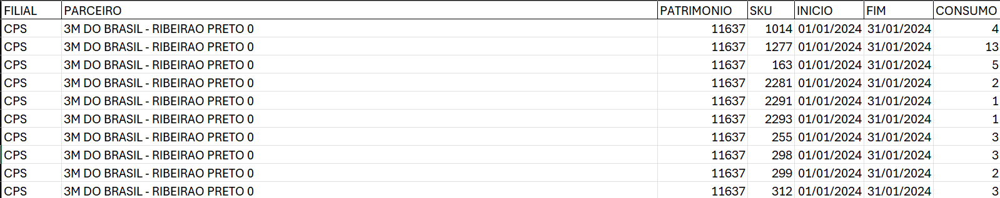 FILIAL PARCEIRO PATRIMONIO SKU INICIO FIM CONSUMO
CPS 3M DO BRASIL - RIBEIRAO PRETO 0 11637 1014 01/01/2024 31/01/2024 4
CPS 3M DO BRASIL - RIBEIRAO PRETO 0 11637 1277 01/01/2024 31/01/2024 13
CPS 3M DO BRASIL - RIBEIRAO PRETO 0 11637 163 01/01/2024 31/01/2024 5
CPS 3M DO BRASIL - RIBEIRAO PRETO 0 11637 2281 01/01/2024 31/01/2024 2
CPS 3M DO BRASIL - RIBEIRAO PRETO 0 11637 2291 01/01/2024 31/01/2024 1
CPS 3M DO BRASIL - RIBEIRAO PRETO 0 11637 2293 01/01/2024 31/01/2024 1
CPS 3M DO BRASIL - RIBEIRAO PRETO 0 11637 255 01/01/2024 31/01/2024 3
CPS 3M DO BRASIL - RIBEIRAO PRETO 0 11637 298 01/01/2024 31/01/2024 3
CPS 3M DO BRASIL - RIBEIRAO PRETO 0 11637 299 01/01/2024 31/01/2024 2
CPS 3M DO BRASIL - RIBEIRAO PRETO 0 11637 312 01/01/2024 31/01/2024 3